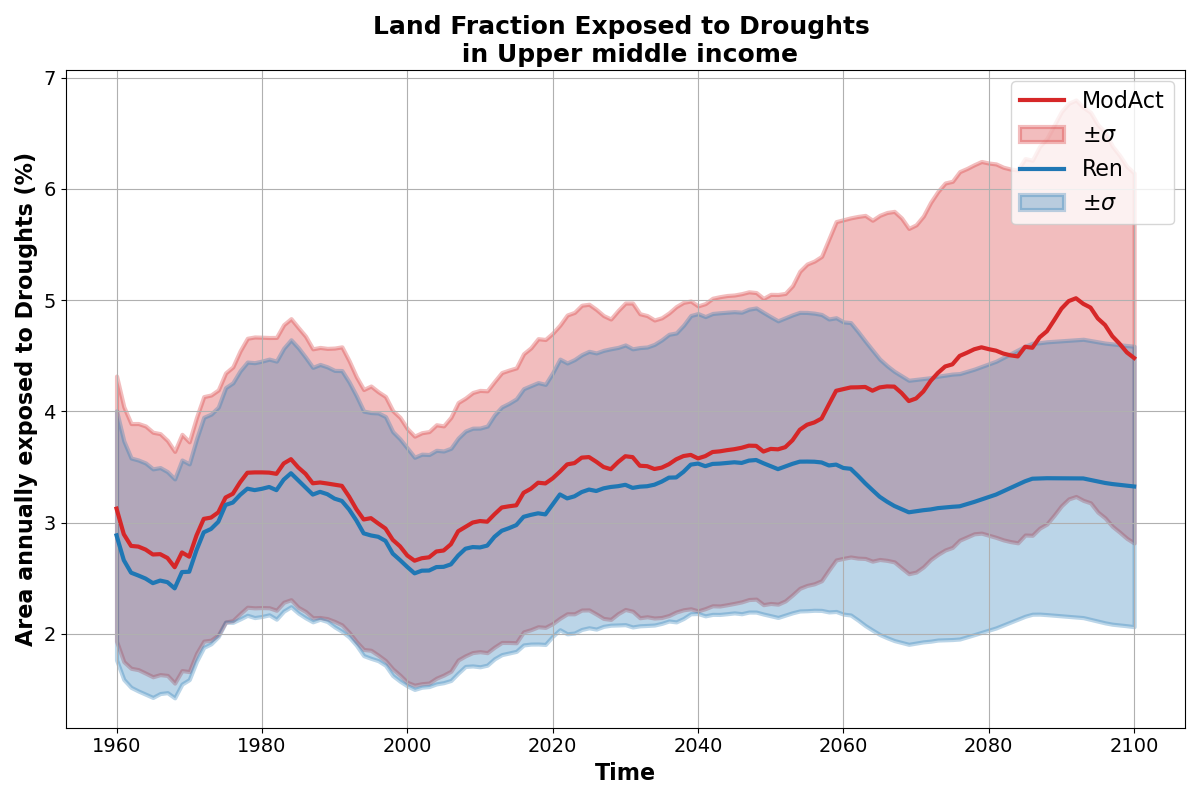 Land Fraction Exposed to Droughts
in Upper middle income
Area annually exposed to Droughts (%)
7
6
5
4
3
2
ModAct
±σ
Ren
±σ
1960 1980 2000 2020 2040 2060 2080 2100
Time